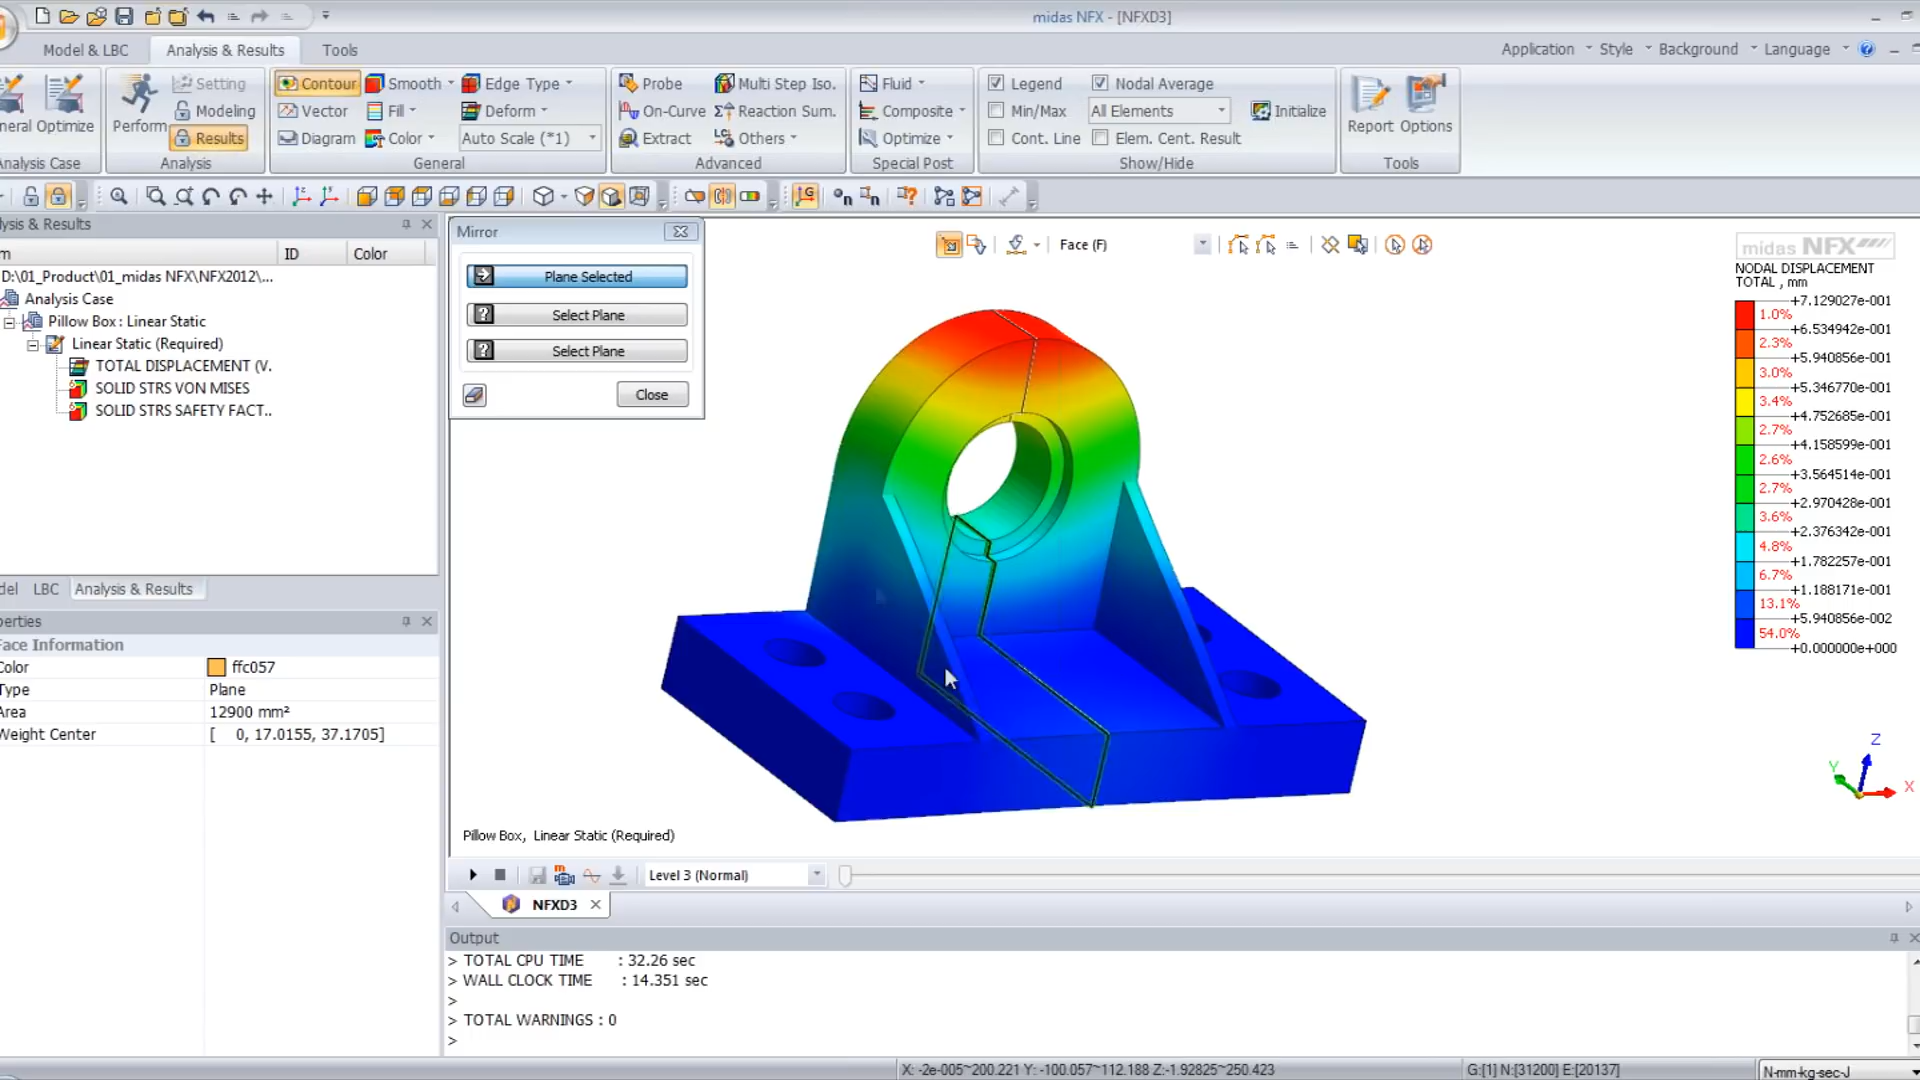 midas NFX - [NFXD3]
Model & LBC
Analysis & Results
Tools
Application
Style
Background
Language
Optimize
Analysis Case
Perform
Setting
Modeling
Results
Analysis
Contour
Smooth
Edge Type
Vector
Fill
Deform
Diagram
Color
Auto Scale (*1)
General
Probe
Multi Step Iso.
On-Curve
Reaction Sum.
Extract
Others
Advanced
Fluid
Composite
Optimize
Special Post
Legend
Nodal Average
Min/Max
All Elements
Initialize
Cont. Line
Elem. Cent. Result
Show/Hide
Report
Options
Tools
lysis & Results
m
ID
Color
D:\01_Product\01_midas NFX\NFX2012\...
Analysis Case
Pillow Box : Linear Static
Linear Static (Required)
TOTAL DISPLACEMENT (V.
SOLID STRS VON MISES
SOLID STRS SAFETY FACT..
del
LBC
Analysis & Results
perties
Face Information
Color
ffc057
Type
Plane
Area
12900 mm²
Weight Center
[ 0, 17.0155, 37.1705]
Mirror
Plane Selected
Select Plane
Select Plane
Close
Face (F)
midas NFX
NODAL DISPLACEMENT
TOTAL , mm
+7.129027e-001
1.0%
+6.534942e-001
2.3%
+5.940856e-001
3.0%
+5.346770e-001
3.4%
+4.752685e-001
2.7%
+4.158599e-001
2.6%
+3.564514e-001
2.7%
+2.970428e-001
3.6%
+2.376342e-001
4.8%
+1.782257e-001
6.7%
+1.188171e-001
13.1%
+5.940856e-002
54.0%
+0.000000e+000
Z
Y
X
Pillow Box, Linear Static (Required)
Level 3 (Normal)
NFXD3
Output
> TOTAL CPU TIME : 32.26 sec
> WALL CLOCK TIME : 14.351 sec
>
> TOTAL WARNINGS : 0
>
X: -2e-005~200.221 Y: -100.057~112.188 Z:-1.92825~250.423
G:[1] N:[31200] E:[20137]
N-mm-kg-sec-J